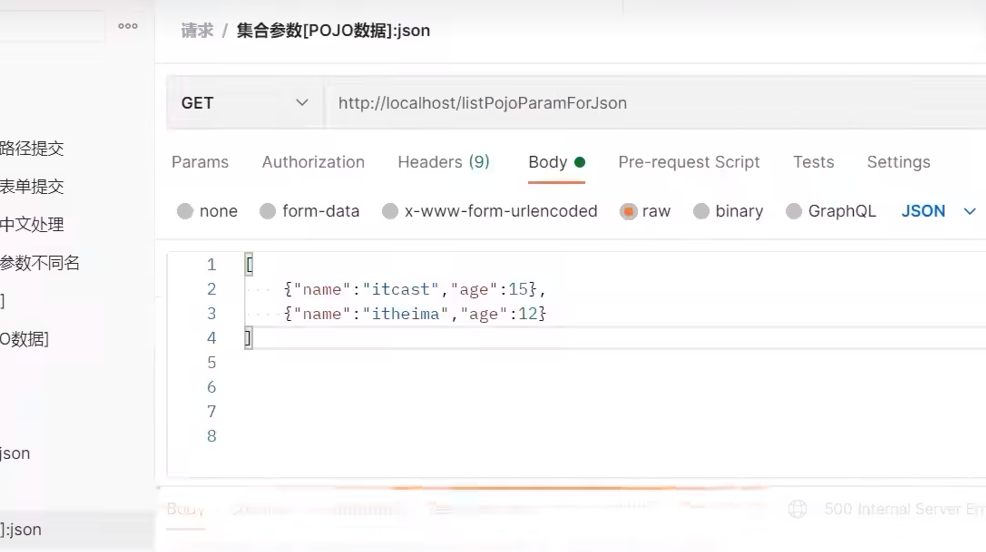 请求 / 集合参数[POJO数据]:json
GET http://localhost/listPojoParamForJson
路径提交
表单提交
中文处理
参数不同名
]
O数据]
json
]:json
Params Authorization Headers (9) Body Pre-request Script Tests Settings
none form-data x-www-form-urlencoded raw binary GraphQL JSON
1 [
2 {"name":"itcast","age":15},
3 {"name":"itheima","age":12}
4 ]
5
6
7
8
Body 500 Internal Server Err